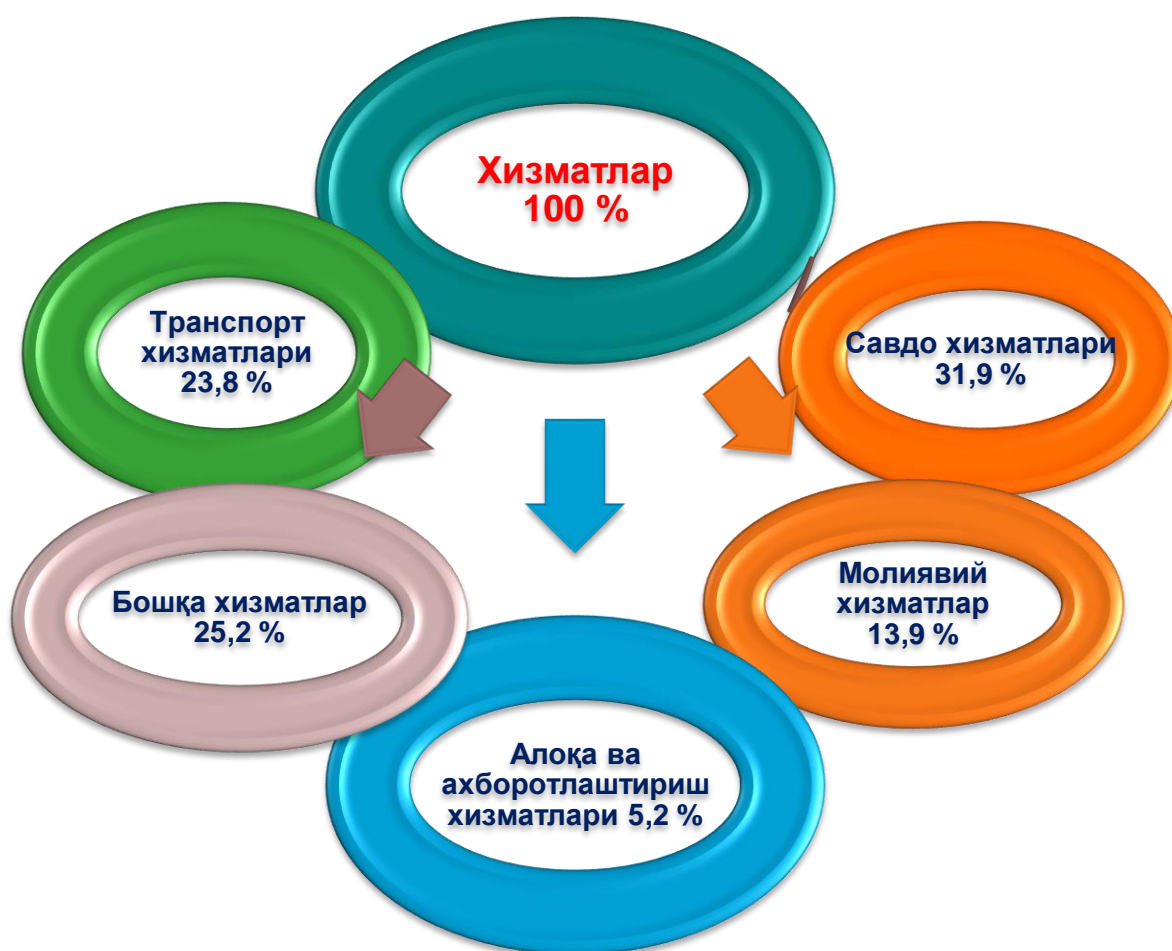 Хизматлар
100 %
Транспорт
хизматлари
23,8 %
Савдо хизматлари
31,9 %
Бошқа хизматлар
25,2 %
Молиявий
хизматлар
13,9 %
Алоқа ва
ахборотлаштириш
хизматлари 5,2 %